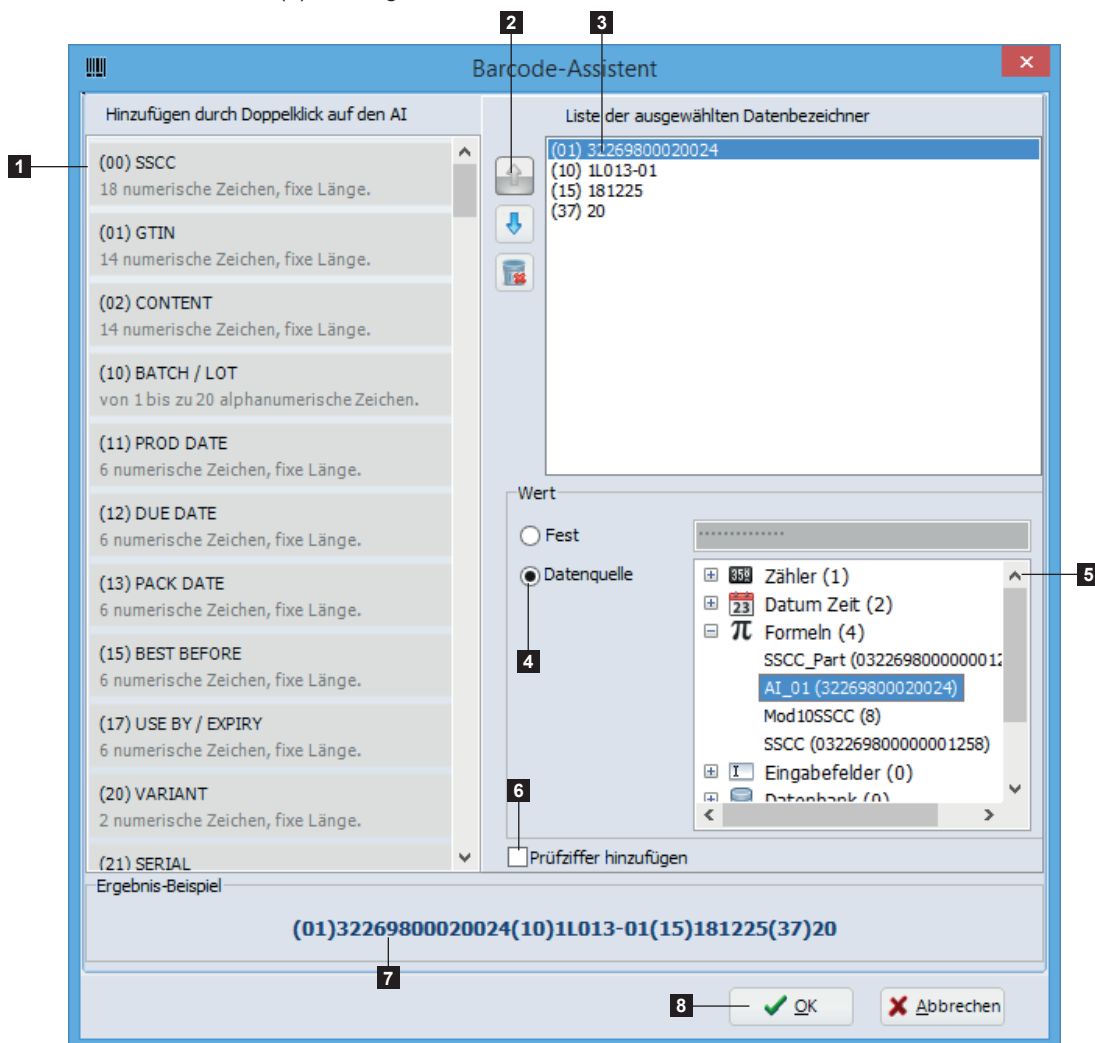 2
3
Barcode-Assistent
Hinzufügen durch Doppelklick auf den AI
Liste der ausgewählten Datenbezeichner
1
(00) SSCC
18 numerische Zeichen, fixe Länge.
(01) GTIN
14 numerische Zeichen, fixe Länge.
(02) CONTENT
14 numerische Zeichen, fixe Länge.
(10) BATCH / LOT
von 1 bis zu 20 alphanumerische Zeichen.
(11) PROD DATE
6 numerische Zeichen, fixe Länge.
(12) DUE DATE
6 numerische Zeichen, fixe Länge.
(13) PACK DATE
6 numerische Zeichen, fixe Länge.
(15) BEST BEFORE
6 numerische Zeichen, fixe Länge.
(17) USE BY / EXPIRY
6 numerische Zeichen, fixe Länge.
(20) VARIANT
2 numerische Zeichen, fixe Länge.
(21) SERIAL
(01) 32269800020024
(10) 1L013-01
(15) 181225
(37) 20
Wert
Fest
**************
Datenquelle
4
5
Zähler (1)
23 Datum Zeit (2)
π Formeln (4)
SSCC_Part (03226980000000012
AI_01 (32269800020024)
Mod10SSCC (8)
SSCC (032269800000001258)
Eingabefelder (0)
Datenbank (0)
6
Prüfziffer hinzufügen
Ergebnis-Beispiel
(01)32269800020024(10)1L013-01(15)181225(37)20
7
8
OK
Abbrechen